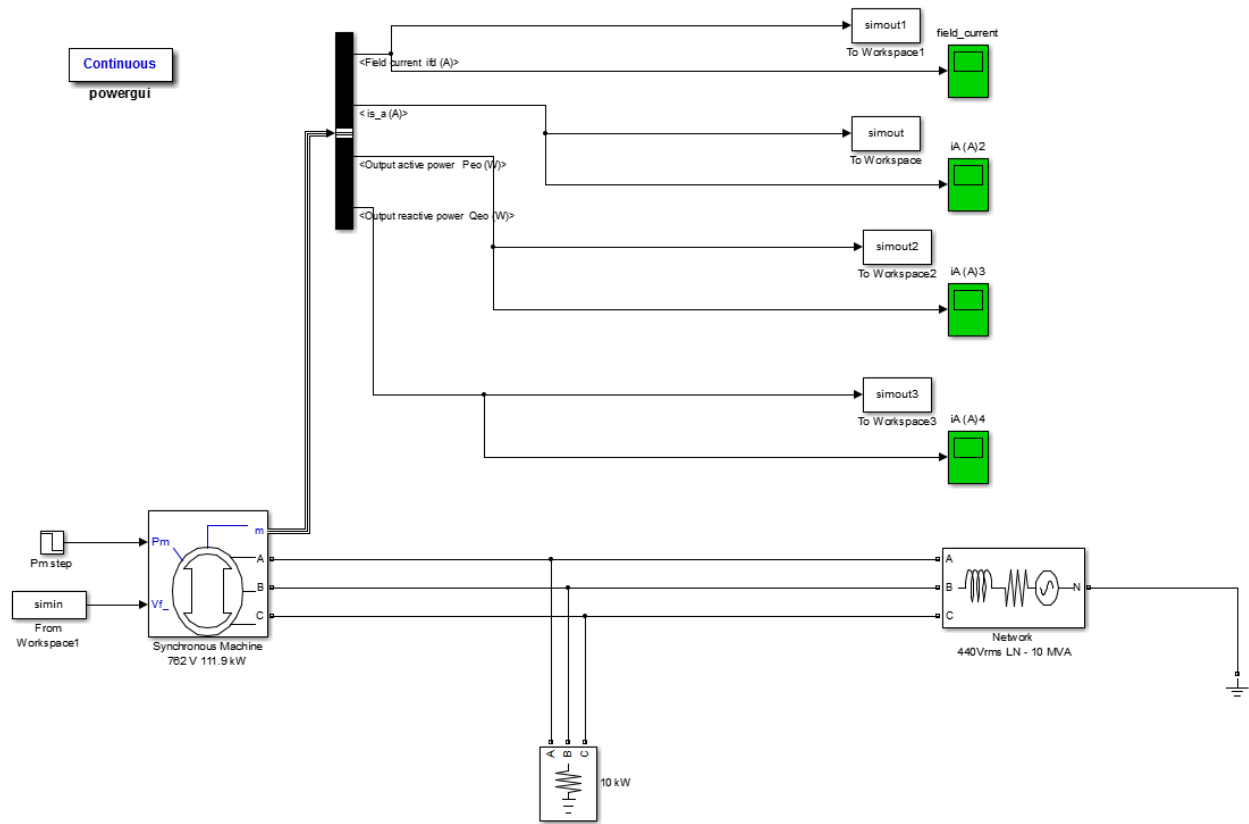 Continuous
powergui
simout1
To Workspace1
field_current
<Field current ifd (A)>
<is_a (A)>
simout
To Workspace
iA (A)2
<Output active power Peo (W)>
<Output reactive power Qeo (W)>
simout2
To Workspace2
iA (A)3
simout3
To Workspace3
iA (A)4
Pm step
simin
From
Workspace1
Pm
Vf_
m
A
B
C
Synchronous Machine
762 V 111.9 kW
A
B
C
N
Network
440Vrms LN - 10 MVA
A B C
10 kW